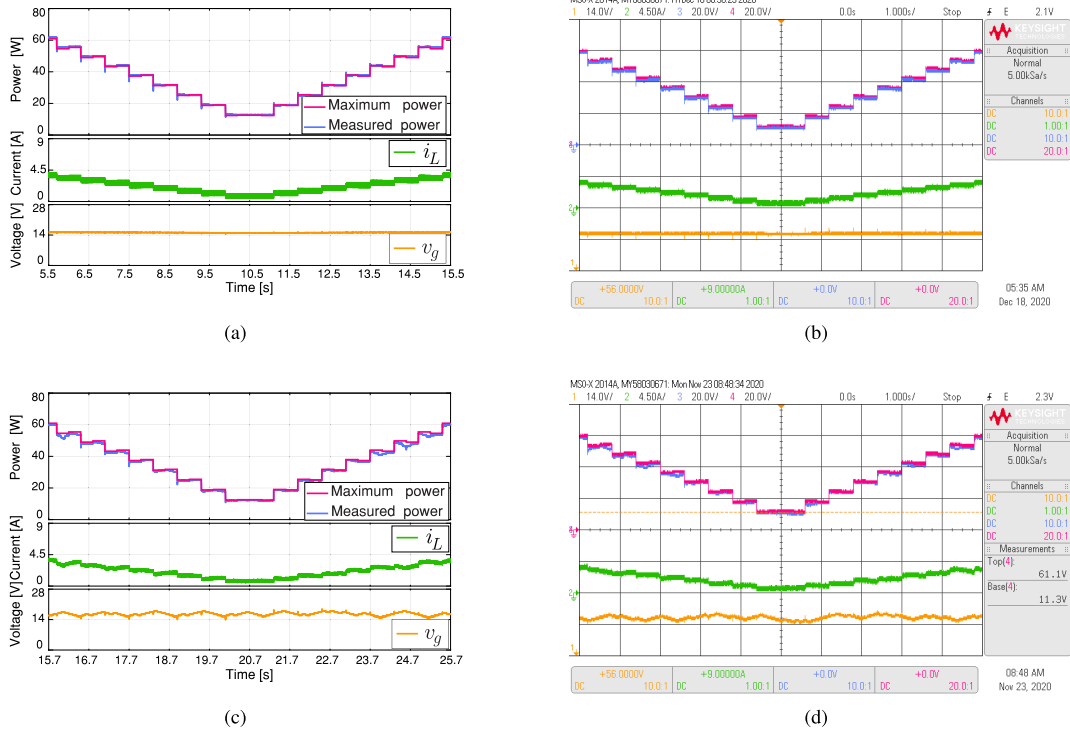 80
60
40
20
0
Power [W]
Maximum power
Measured power
9
4.5
0
Current [A]
i_L
28
14
0
Voltage [V]
v_g
5.5 6.5 7.5 8.5 9.5 10.5 11.5 12.5 13.5 14.5 15.5
Time [s]
(a)
1 14.0V/ 2 4.50A/ 3 20.0V/ 4 20.0V/ 0.0s 1.000s/ Stop E 2.1V
KEYSIGHT
TECHNOLOGIES
Acquisition
Normal
5.00kSa/s
Channels
DC 10.0:1
DC 1.00:1
DC 10.0:1
DC 20.0:1
+56.0000V +9.00000A +0.0V +0.0V
DC 10.0:1 DC 1.00:1 DC 10.0:1 DC 20.0:1
05:35 AM
Dec 18, 2020
(b)
80
60
40
20
0
Power [W]
Maximum power
Measured power
9
4.5
0
Current [A]
i_L
28
14
0
Voltage [V]
v_g
15.7 16.7 17.7 18.7 19.7 20.7 21.7 22.7 23.7 24.7 25.7
Time [s]
(c)
MSO-X 2014A, MY58030671: Mon Nov 23 08:48:34 2020
1 14.0V/ 2 4.50A/ 3 20.0V/ 4 20.0V/ 0.0s 1.000s/ Stop E 2.3V
KEYSIGHT
TECHNOLOGIES
Acquisition
Normal
5.00kSa/s
Channels
DC 10.0:1
DC 1.00:1
DC 10.0:1
DC 20.0:1
Measurements
Top(4):
61.1V
Base(4):
11.3V
+56.0000V +9.00000A +0.0V +0.0V
DC 10.0:1 DC 1.00:1 DC 10.0:1 DC 20.0:1
08:48 AM
Nov 23, 2020
(d)